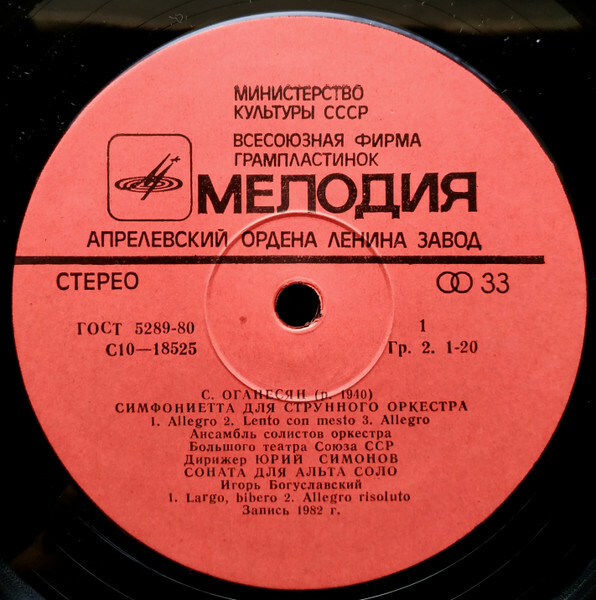 МИНИСТЕРСТВО
КУЛЬТУРЫ СССР
ВСЕСОЮЗНАЯ ФИРМА
ГРАМПЛАСТИНОК
МЕЛОДИЯ
АПРЕЛЕВСКИЙ ОРДЕНА ЛЕНИНА ЗАВОД
СТЕРЕО 33
ГОСТ 5289-80 1
С10—18525 Гр. 2. 1-20
С. ОГАНЕСЯН (р. 1940)
СИМФОНИЕТТА ДЛЯ СТРУННОГО ОРКЕСТРА
1. Allegro 2. Lento con mesto 3. Allegro
Ансамбль солистов оркестра
Большого театра Союза ССР
Дирижер ЮРИЙ СИМОНОВ
СОНАТА ДЛЯ АЛЬТА СОЛО
Игорь Богуславский
1. Largo, bibero 2. Allegro risoluto
Запись 1982 г.